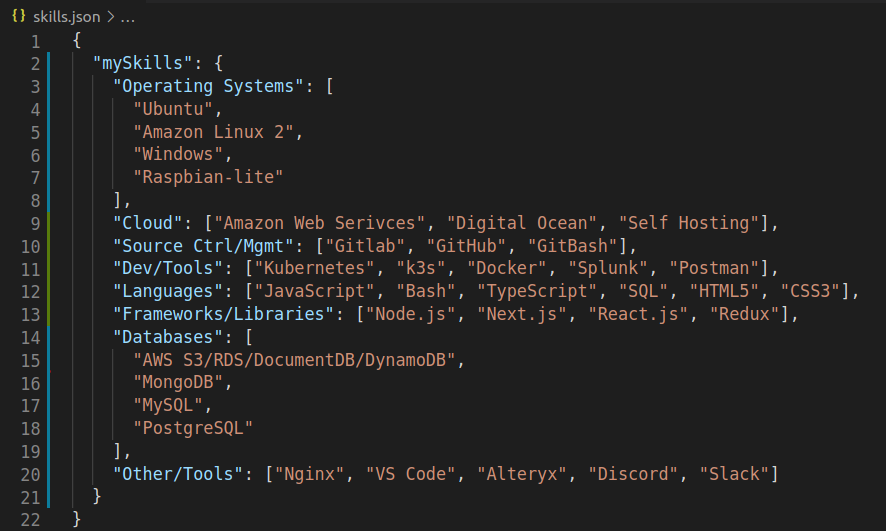 {} skills.json > ...
1 {
2 "mySkills": {
3 "Operating Systems": [
4 "Ubuntu",
5 "Amazon Linux 2",
6 "Windows",
7 "Raspbian-lite"
8 ],
9 "Cloud": ["Amazon Web Serivces", "Digital Ocean", "Self Hosting"],
10 "Source Ctrl/Mgmt": ["Gitlab", "GitHub", "GitBash"],
11 "Dev/Tools": ["Kubernetes", "k3s", "Docker", "Splunk", "Postman"],
12 "Languages": ["JavaScript", "Bash", "TypeScript", "SQL", "HTML5", "CSS3"],
13 "Frameworks/Libraries": ["Node.js", "Next.js", "React.js", "Redux"],
14 "Databases": [
15 "AWS S3/RDS/DocumentDB/DynamoDB",
16 "MongoDB",
17 "MySQL",
18 "PostgreSQL"
19 ],
20 "Other/Tools": ["Nginx", "VS Code", "Alteryx", "Discord", "Slack"]
21 }
22 }